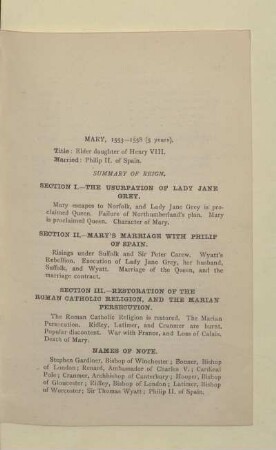 MARY, 1553–1558 (5 years).
Title: Elder daughter of Henry VIII.
Married: Philip II. of Spain.
SUMMARY OF REIGN.
SECTION I.—THE USURPATION OF LADY JANE
GREY.
Mary escapes to Norfolk, and Lady Jane Grey is pro-
claimed Queen. Failure of Northumberland's plan. Mary
is proclaimed Queen. Character of Mary.
SECTION II.—MARY'S MARRIAGE WITH PHILIP
OF SPAIN.
Risings under Suffolk and Sir Peter Carew. Wyatt's
Rebellion. Execution of Lady Jane Grey, her husband,
Suffolk, and Wyatt. Marriage of the Queen, and the
marriage contract.
SECTION III.—RESTORATION OF THE
ROMAN CATHOLIC RELIGION, AND THE MARIAN
PERSECUTION.
The Roman Catholic Religion is restored. The Marian
Persecution. Ridley, Latimer, and Cranmer are burnt.
Popular discontent. War with France, and Loss of Calais.
Death of Mary.
NAMES OF NOTE.
Stephen Gardiner, Bishop of Winchester; Bonner, Bishop
of London; Renard, Ambassador of Charles V.; Cardinal
Pole; Cranmer, Archbishop of Canterbury; Hooper, Bishop
of Gloucester; Ridley, Bishop of London; Latimer, Bishop
of Worcester; Sir Thomas Wyatt; Philip II. of Spain.